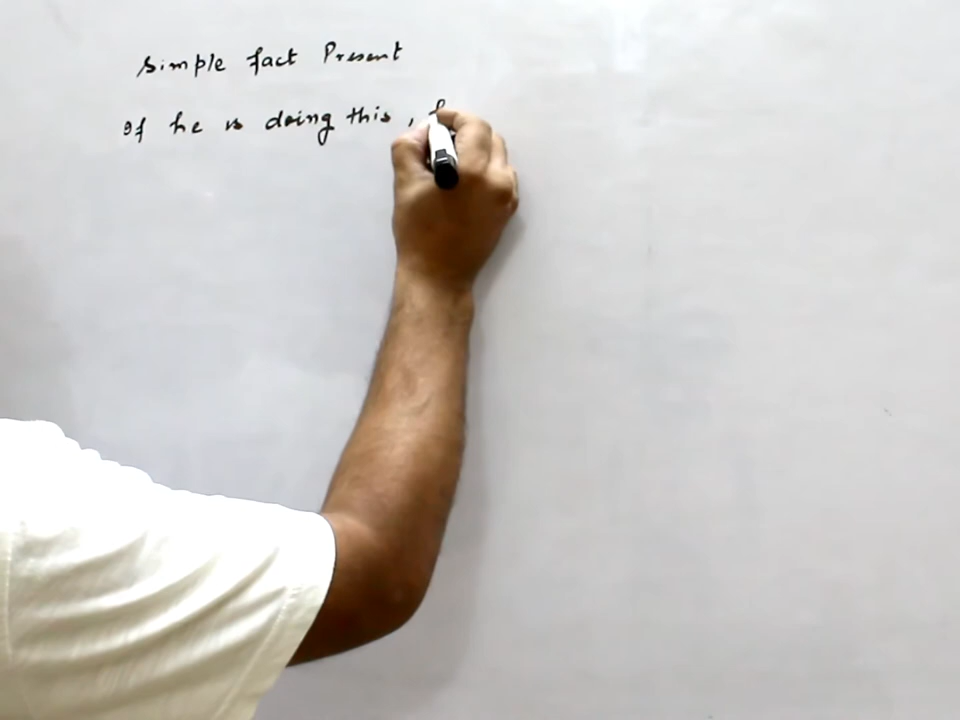 Simple fact Present
If he is doing this ,